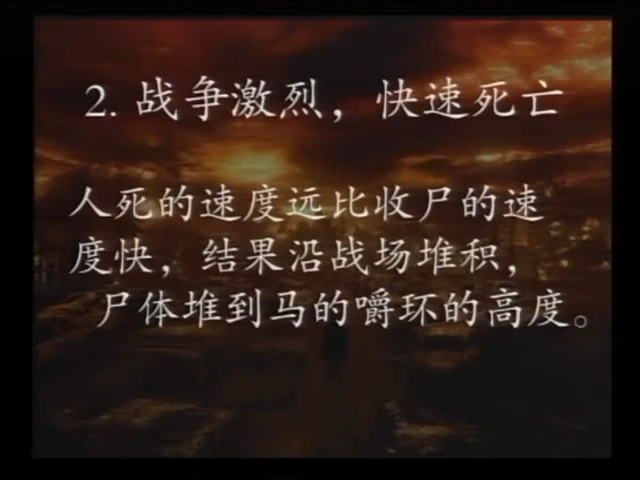 2. 战争激烈，快速死亡
人死的速度远比收尸的速
度快，结果沿战场堆积，
尸体堆到马的嚼环的高度。